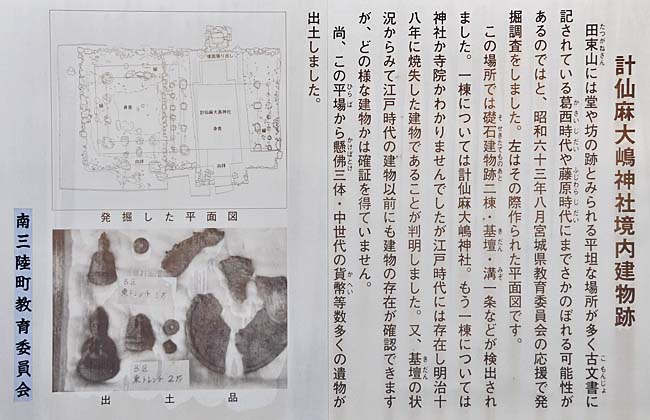 計仙麻大嶋神社境内建物跡
田束山には堂や坊の跡とみられる平坦な場所が多く古文書に
記されている葛西時代や藤原時代にまでさかのぼれる可能性が
あるのではと、昭和六十三年八月宮城県教育委員会の応援で発
掘調査をしました。左はその際作られた平面図です。
この場所では礎石建物跡二棟・基壇・溝一条などが検出され
ました。一棟については計仙麻大嶋神社。もう一棟については
神社か寺院かわかりませんでしたが江戸時代には存在し明治十
八年に焼失した建物であることが判明しました。又、基壇の状
況からみて江戸時代の建物以前にも建物の存在が確認できます
が、どの様な建物かは確証を得ていません。
尚、この平場から懸佛三体・中世代の貨幣等数多くの遺物が
出土しました。
計仙麻大嶋神社
身舎
向拝
身舎
向拝
発掘した平面図
東トレンチ
東トレンチ
出土品
南三陸町教育委員会